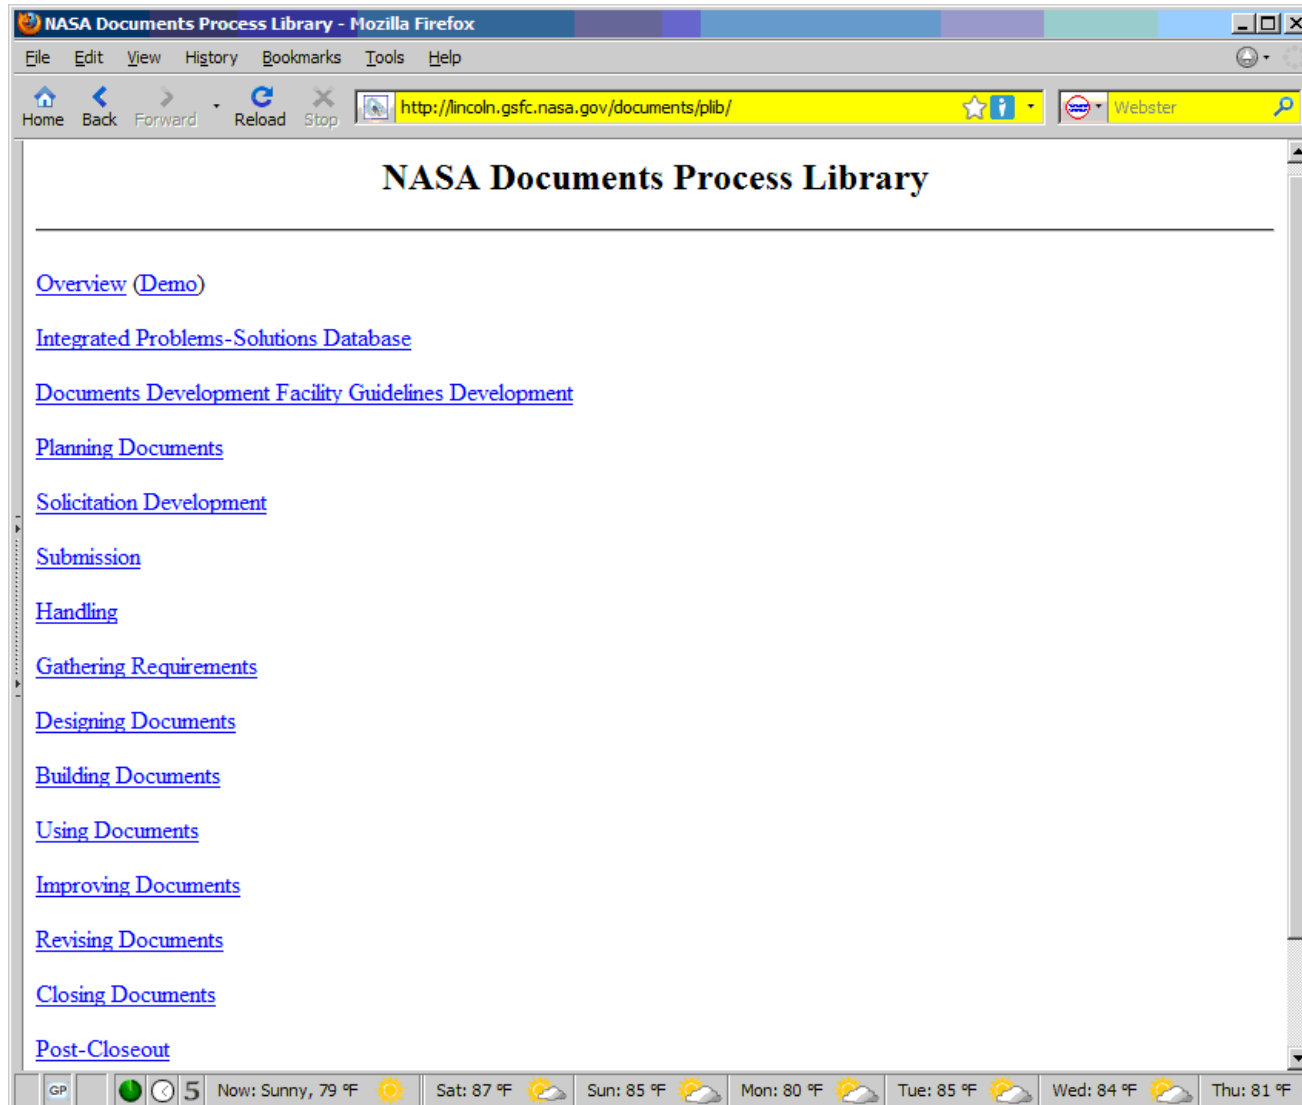 NASA Documents Process Library - Mozilla Firefox
File Edit View History Bookmarks Tools Help
Home Back Forward Reload Stop http://lincoln.gsfc.nasa.gov/documents/plib/ Webster
NASA Documents Process Library
Overview (Demo)
Integrated Problems-Solutions Database
Documents Development Facility Guidelines Development
Planning Documents
Solicitation Development
Submission
Handling
Gathering Requirements
Designing Documents
Building Documents
Using Documents
Improving Documents
Revising Documents
Closing Documents
Post-Closeout
GP 5 Now: Sunny, 79 °F Sat: 87 °F Sun: 85 °F Mon: 80 °F Tue: 85 °F Wed: 84 °F Thu: 81 °F